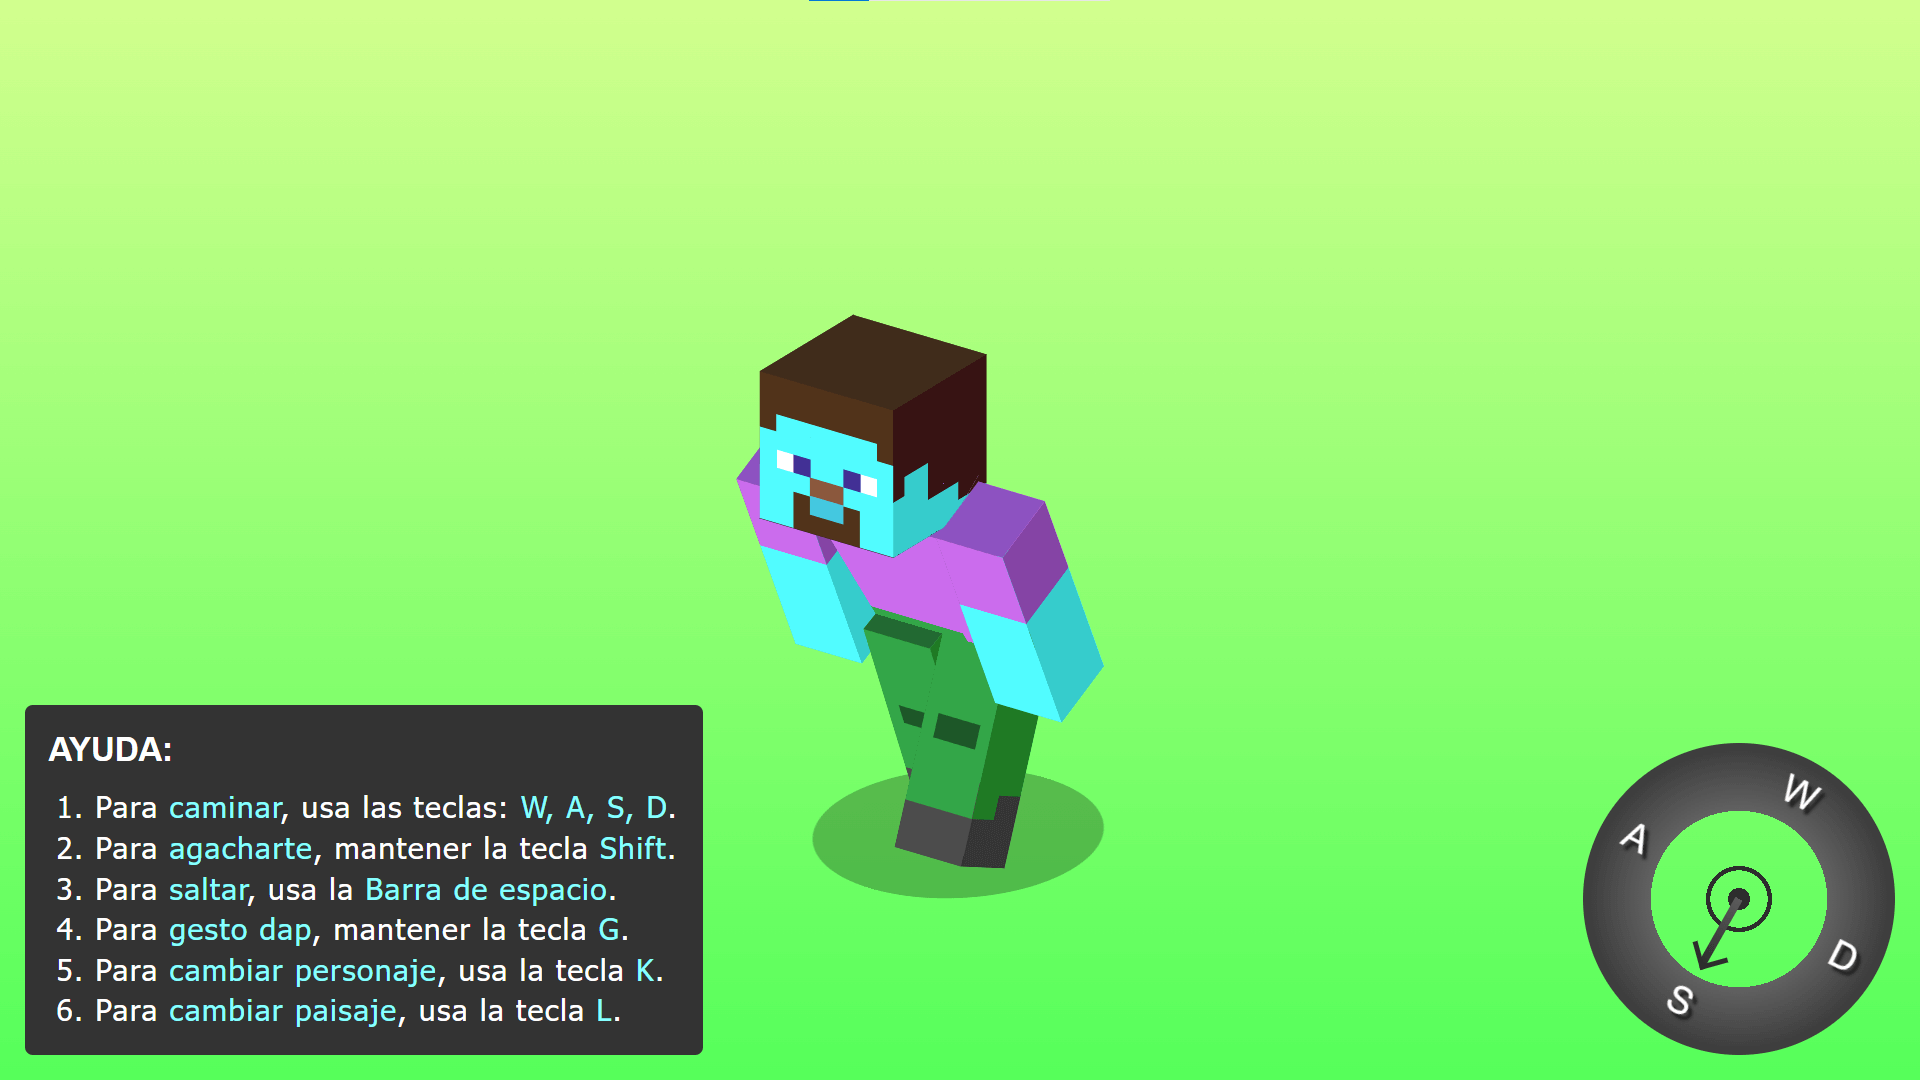 AYUDA:
1. Para caminar, usa las teclas: W, A, S, D.
2. Para agacharte, mantener la tecla Shift.
3. Para saltar, usa la Barra de espacio.
4. Para gesto dap, mantener la tecla G.
5. Para cambiar personaje, usa la tecla K.
6. Para cambiar paisaje, usa la tecla L.
W
A
D
S